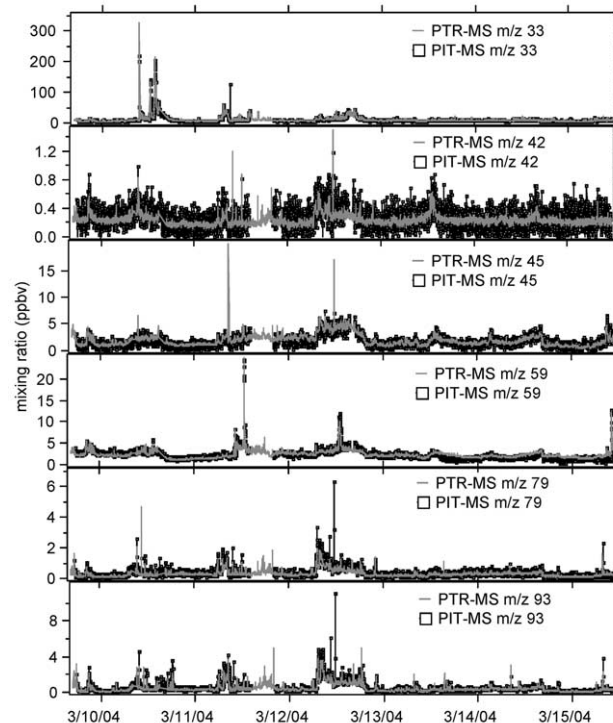 300
200
100
0
PTR-MS m/z 33
PIT-MS m/z 33
1.2
0.8
0.4
0.0
PTR-MS m/z 42
PIT-MS m/z 42
15
10
5
0
PTR-MS m/z 45
PIT-MS m/z 45
mixing ratio (ppbv)
20
15
10
5
0
PTR-MS m/z 59
PIT-MS m/z 59
6
4
2
0
PTR-MS m/z 79
PIT-MS m/z 79
8
4
0
PTR-MS m/z 93
PIT-MS m/z 93
3/10/04 3/11/04 3/12/04 3/13/04 3/14/04 3/15/04